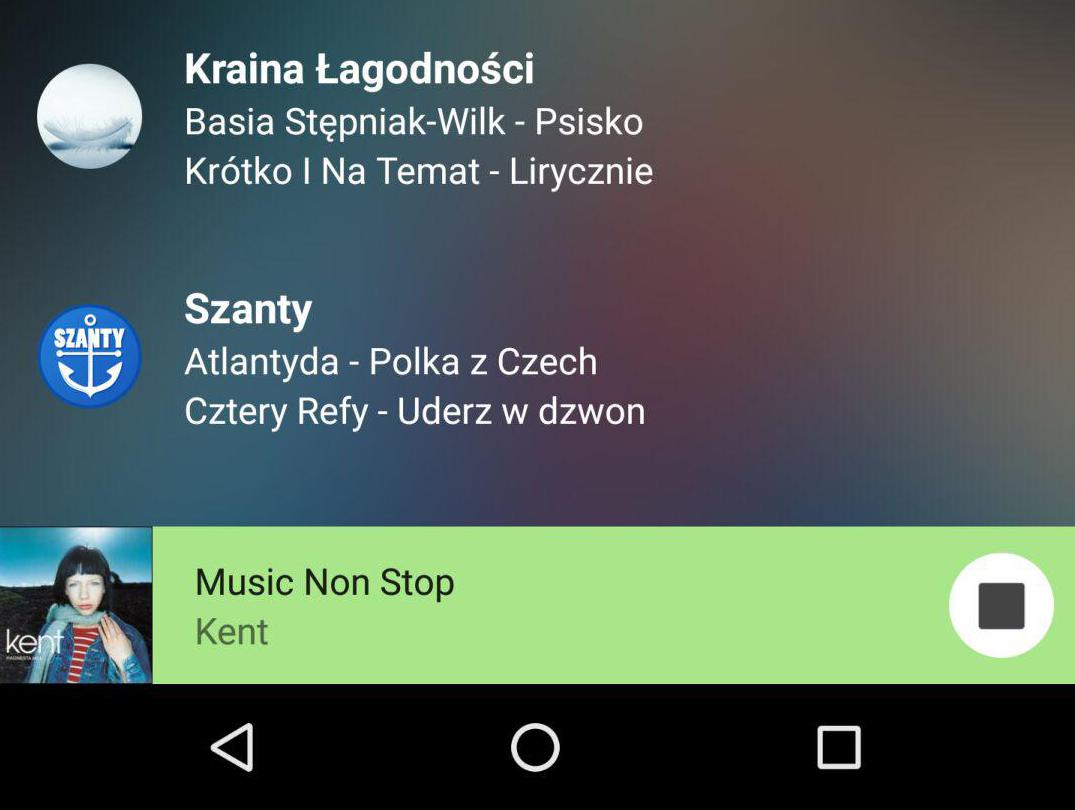 Kraina Łagodności
Basia Stępniak-Wilk - Psisko
Krótko I Na Temat - Lirycznie
SZANTY
Szanty
Atlantyda - Polka z Czech
Cztery Refy - Uderz w dzwon
kent
Music Non Stop
Kent